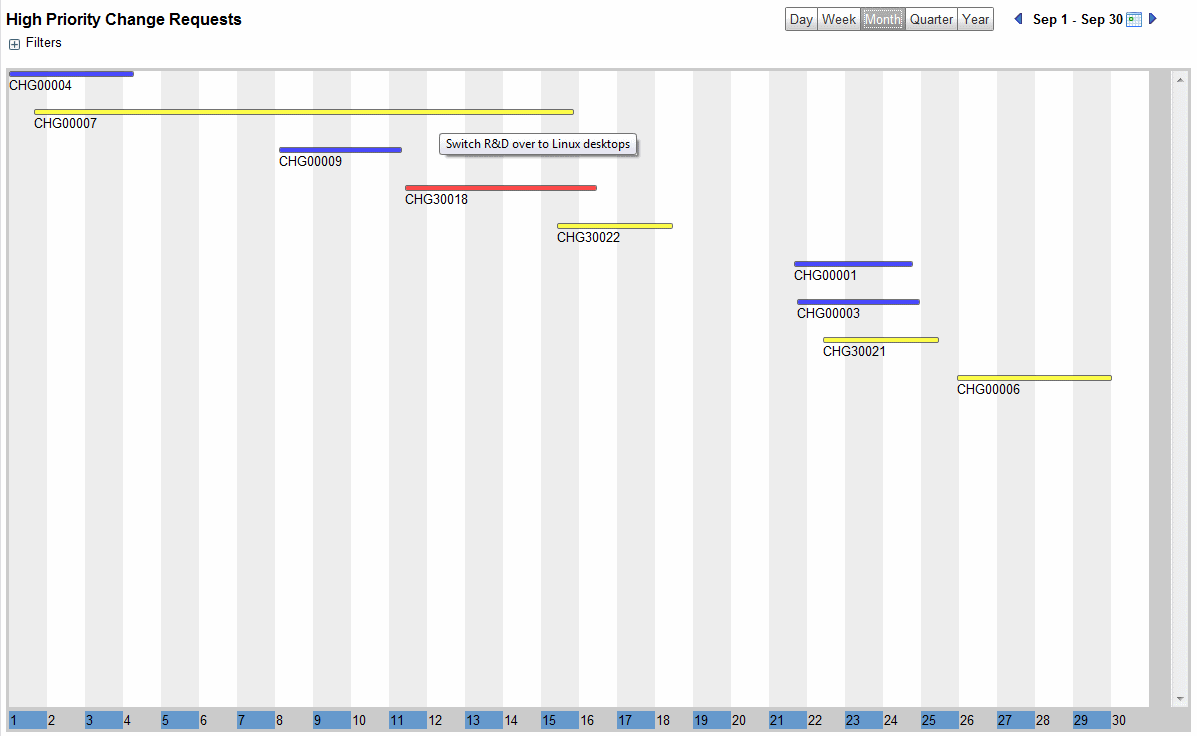 High Priority Change Requests
Day Week Month Quarter Year
Sep 1 - Sep 30
Filters
CHG00004
CHG00007
Switch R&D over to Linux desktops
CHG00009
CHG30018
CHG30022
CHG00001
CHG00003
CHG30021
CHG00006
1 2 3 4 5 6 7 8 9 10 11 12 13 14 15 16 17 18 19 20 21 22 23 24 25 26 27 28 29 30